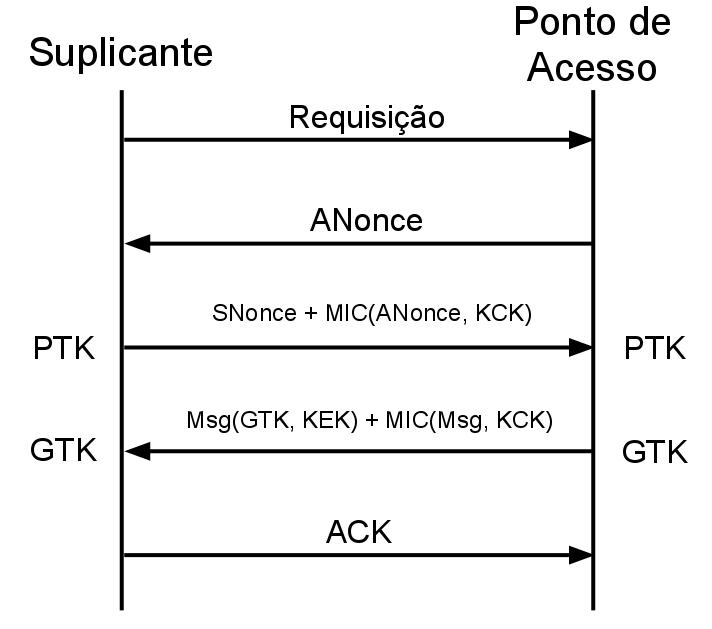 Suplicante
Ponto de
Acesso
Requisição
ANonce
SNonce + MIC(ANonce, KCK)
PTK
PTK
Msg(GTK, KEK) + MIC(Msg, KCK)
GTK
GTK
ACK